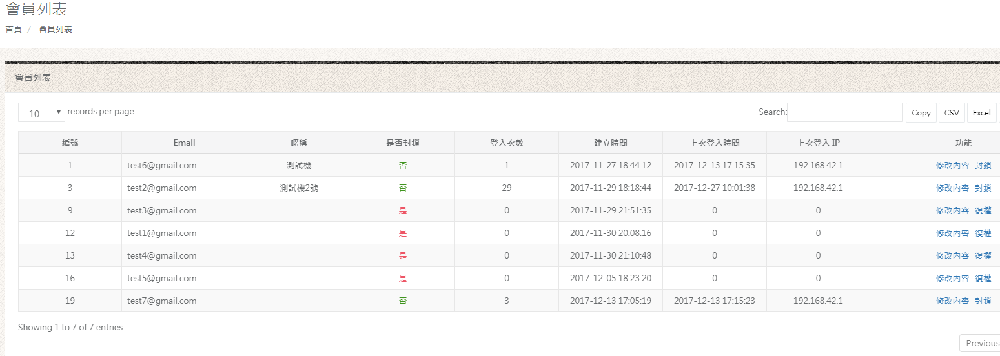 會員列表
首頁 / 會員列表
會員列表
10 records per page Search: Copy CSV Excel
編號 Email 暱稱 是否封鎖 登入次數 建立時間 上次登入時間 上次登入 IP 功能
1 test6@gmail.com 測試機 否 1 2017-11-27 18:44:12 2017-12-13 17:15:35 192.168.42.1 修改內容 封鎖
3 test2@gmail.com 測試機2號 否 29 2017-11-29 18:18:44 2017-12-27 10:01:38 192.168.42.1 修改內容 封鎖
9 test3@gmail.com 是 0 2017-11-29 21:51:35 0 0 修改內容 復權
12 test1@gmail.com 是 0 2017-11-30 20:08:16 0 0 修改內容 復權
13 test4@gmail.com 是 0 2017-11-30 21:10:48 0 0 修改內容 復權
16 test5@gmail.com 是 0 2017-12-05 18:23:20 0 0 修改內容 復權
19 test7@gmail.com 否 3 2017-12-13 17:05:19 2017-12-13 17:15:23 192.168.42.1 修改內容 封鎖
Showing 1 to 7 of 7 entries
Previous